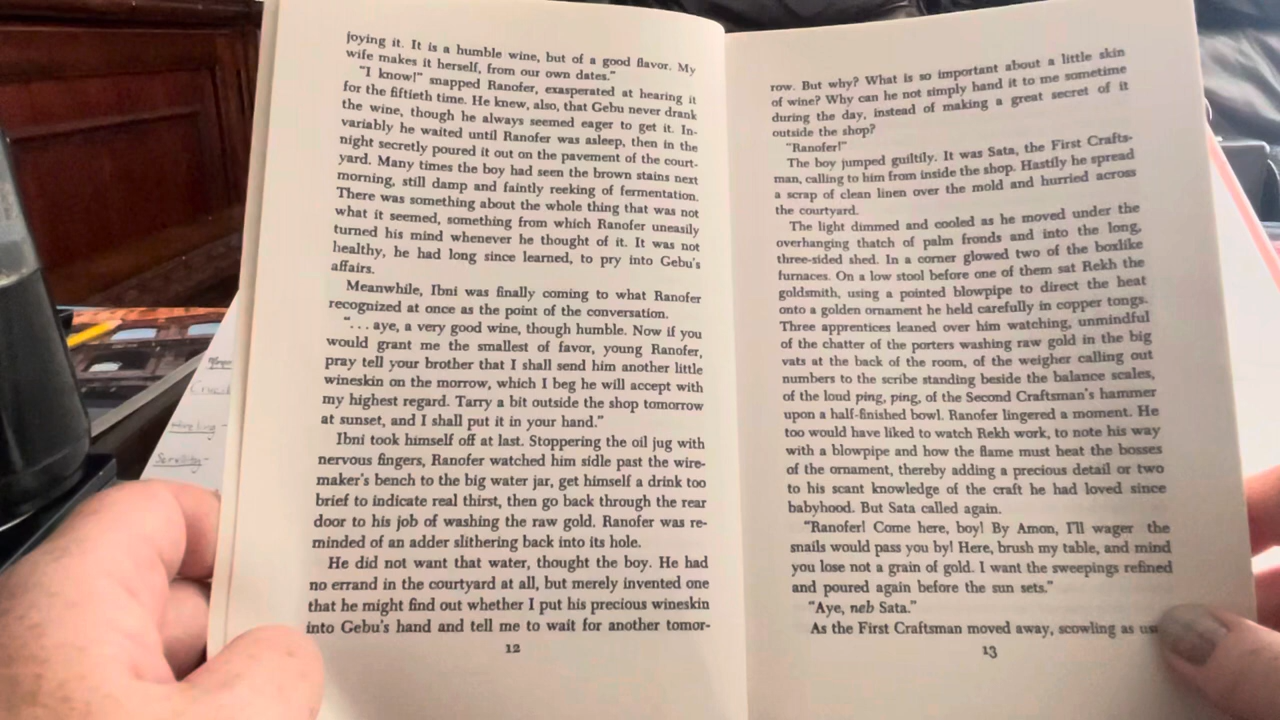 joying it. It is a humble wine, but of a good flavor. My
wife makes it herself, from our own dates."
"I know!" snapped Ranofer, exasperated at hearing it
for the fiftieth time. He knew, also, that Gebu never drank
the wine, though he always seemed eager to get it. In-
variably he waited until Ranofer was asleep, then in the
night secretly poured it out on the pavement of the court-
yard. Many times the boy had seen the brown stains next
morning, still damp and faintly reeking of fermentation.
There was something about the whole thing that was not
what it seemed, something from which Ranofer uneasily
turned his mind whenever he thought of it. It was not
healthy, he had long since learned, to pry into Gebu's
affairs.
Meanwhile, Ibni was finally coming to what Ranofer
recognized at once as the point of the conversation.
". . . aye, a very good wine, though humble. Now if you
would grant me the smallest of favor, young Ranofer,
pray tell your brother that I shall send him another little
wineskin on the morrow, which I beg he will accept with
my highest regard. Tarry a bit outside the shop tomorrow
at sunset, and I shall put it in your hand."
Ibni took himself off at last. Stoppering the oil jug with
nervous fingers, Ranofer watched him sidle past the wire-
maker's bench to the big water jar, get himself a drink too
brief to indicate real thirst, then go back through the rear
door to his job of washing the raw gold. Ranofer was re-
minded of an adder slithering back into its hole.
He did not want that water, thought the boy. He had
no errand in the courtyard at all, but merely invented one
that he might find out whether I put his precious wineskin
into Gebu's hand and tell me to wait for another tomor-
12
row. But why? What is so important about a little skin
of wine? Why can he not simply hand it to me sometime
during the day, instead of making a great secret of it
outside the shop?
"Ranofer!"
The boy jumped guiltily. It was Sata, the First Crafts-
man, calling to him from inside the shop. Hastily he spread
a scrap of clean linen over the mold and hurried across
the courtyard.
The light dimmed and cooled as he moved under the
overhanging thatch of palm fronds and into the long,
three-sided shed. In a corner glowed two of the boxlike
furnaces. On a low stool before one of them sat Rekh the
goldsmith, using a pointed blowpipe to direct the heat
onto a golden ornament he held carefully in copper tongs.
Three apprentices leaned over him watching, unmindful
of the chatter of the porters washing raw gold in the big
vats at the back of the room, of the weigher calling out
numbers to the scribe standing beside the balance scales,
of the loud ping, ping, of the Second Craftsman's hammer
upon a half-finished bowl. Ranofer lingered a moment. He
too would have liked to watch Rekh work, to note his way
with a blowpipe and how the flame must heat the bosses
of the ornament, thereby adding a precious detail or two
to his scant knowledge of the craft he had loved since
babyhood. But Sata called again.
"Ranofer! Come here, boy! By Amon, I'll wager the
snails would pass you by! Here, brush my table, and mind
you lose not a grain of gold. I want the sweepings refined
and poured again before the sun sets."
"Aye, neb Sata."
As the First Craftsman moved away, scowling as
13